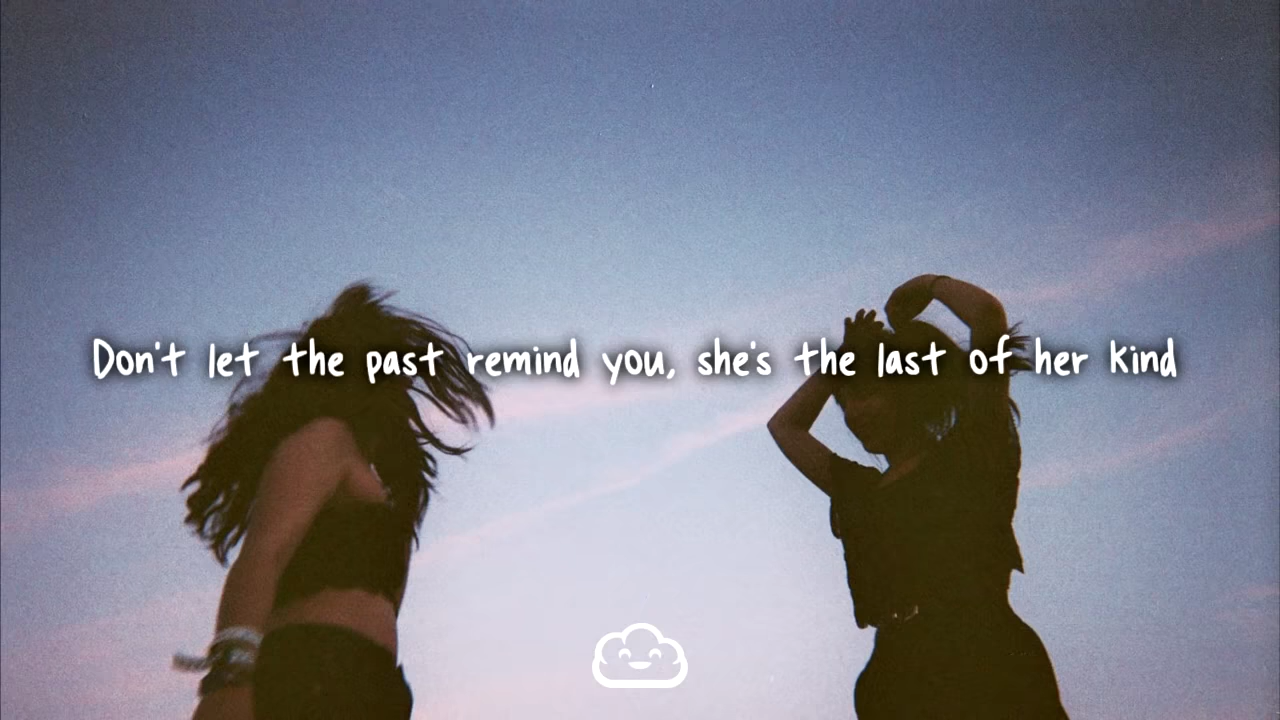 Don't let the past remind you, she's the last of her kind